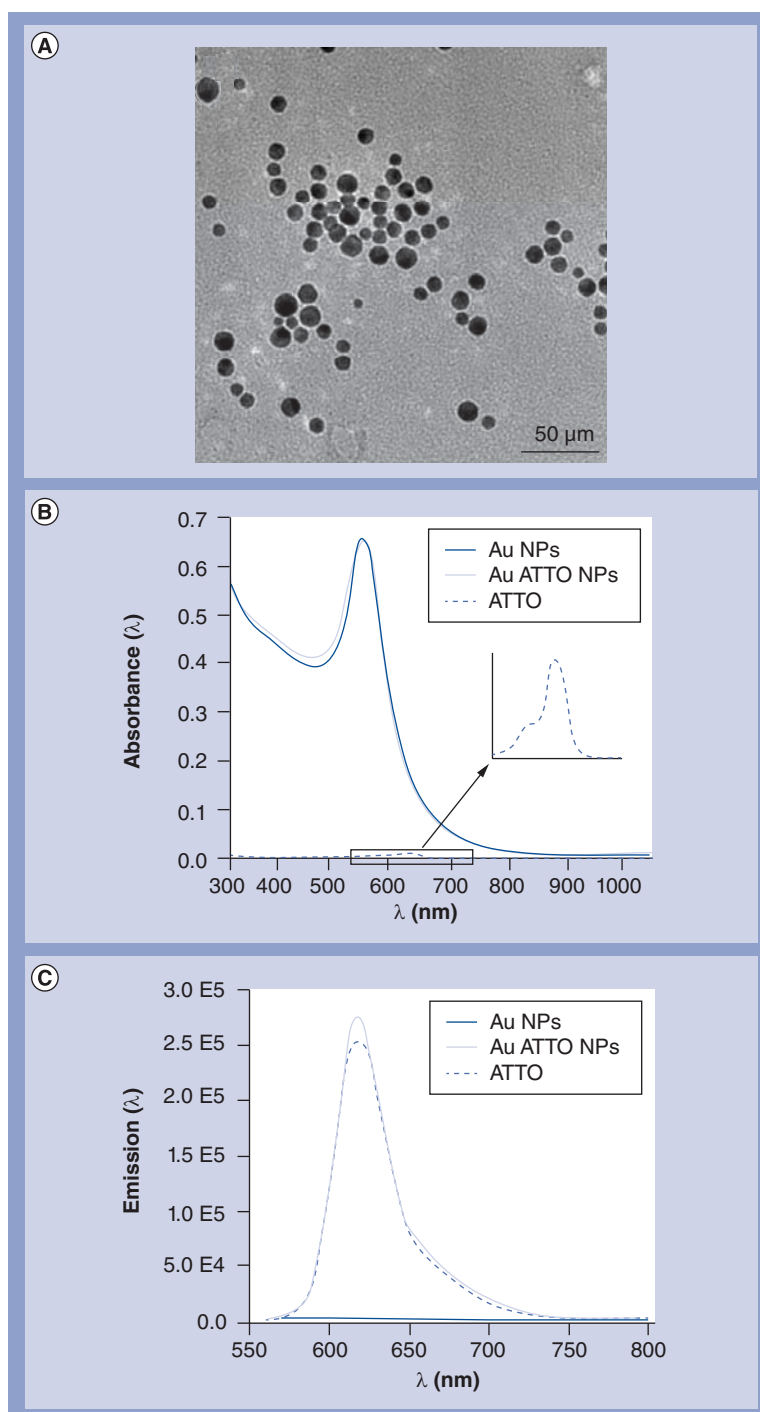 A
50 µm
B
0.7
0.6
0.5
0.4
0.3
0.2
0.1
0.0
Absorbance (λ)
Au NPs
Au ATTO NPs
ATTO
300 400 500 600 700 800 900 1000
λ (nm)
C
3.0 E5
2.5 E5
2.0 E5
1.5 E5
1.0 E5
5.0 E4
0.0
Emission (λ)
Au NPs
Au ATTO NPs
ATTO
550 600 650 700 750 800
λ (nm)